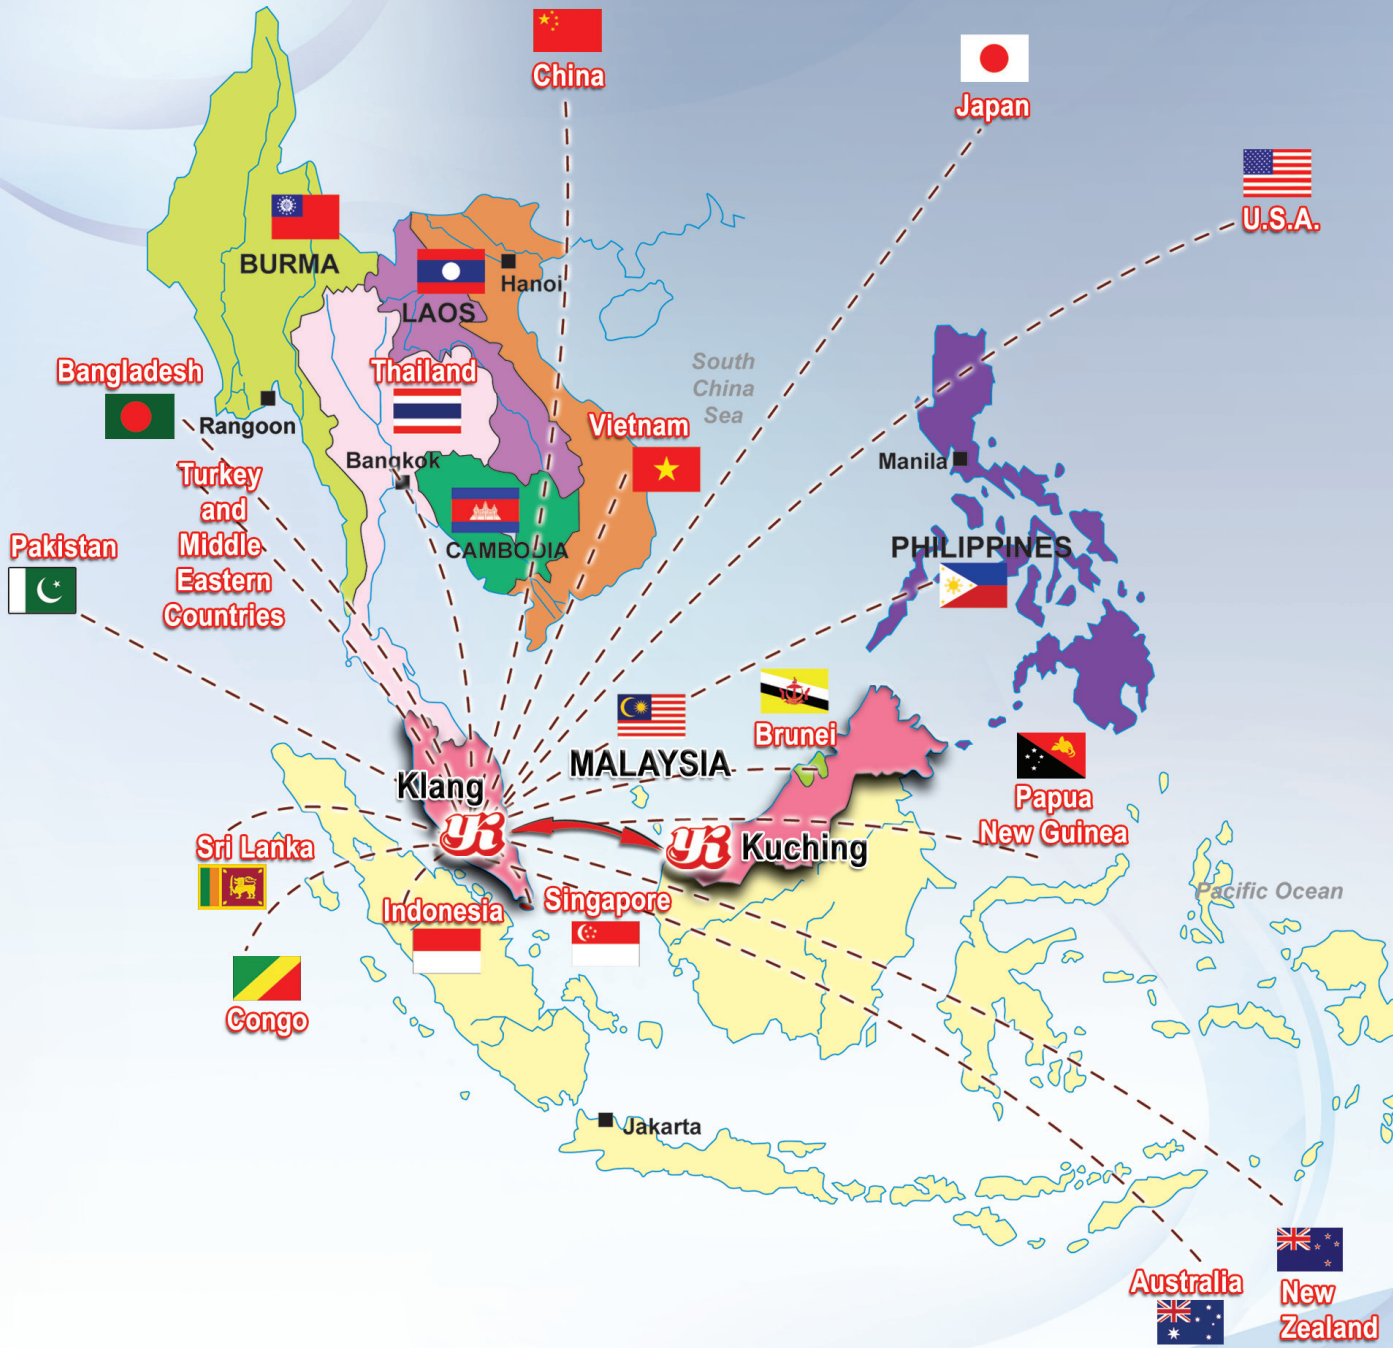 China
Japan
U.S.A.
BURMA
Hanoi
LAOS
Bangladesh
Thailand
South
China
Sea
Rangoon
Vietnam
Bangkok
Manila
Turkey
and
Middle
Eastern
Countries
Pakistan
CAMBODIA
PHILIPPINES
Brunei
MALAYSIA
Klang
Papua
New Guinea
yi
yi
Kuching
Sri Lanka
Indonesia
Singapore
Pacific Ocean
Congo
Jakarta
Australia
New
Zealand